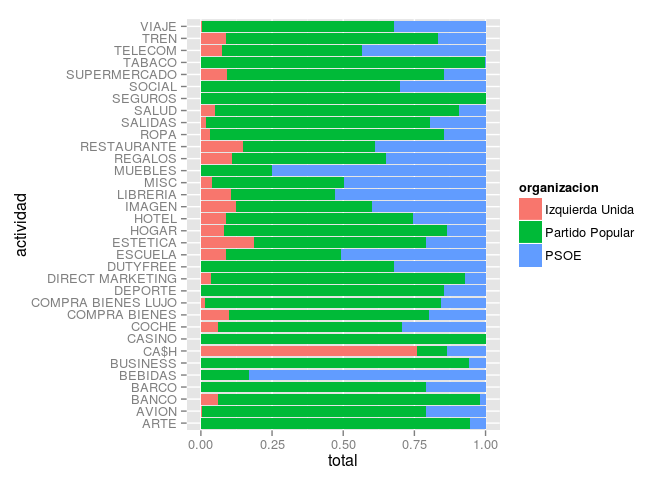 VIAJE
TREN
TELECOM
TABACO
SUPERMERCADO
SOCIAL
SEGUROS
SALUD
SALIDAS
ROPA
RESTAURANTE
REGALOS
MUEBLES
MISC
LIBRERIA
IMAGEN
HOTEL
HOGAR
ESTETICA
ESCUELA
DUTYFREE
DIRECT MARKETING
DEPORTE
COMPRA BIENES LUJO
COMPRA BIENES
COCHE
CASINO
CA$H
BUSINESS
BEBIDAS
BARCO
BANCO
AVION
ARTE
actividad
0.00 0.25 0.50 0.75 1.00
total
organizacion
Izquierda Unida
Partido Popular
PSOE